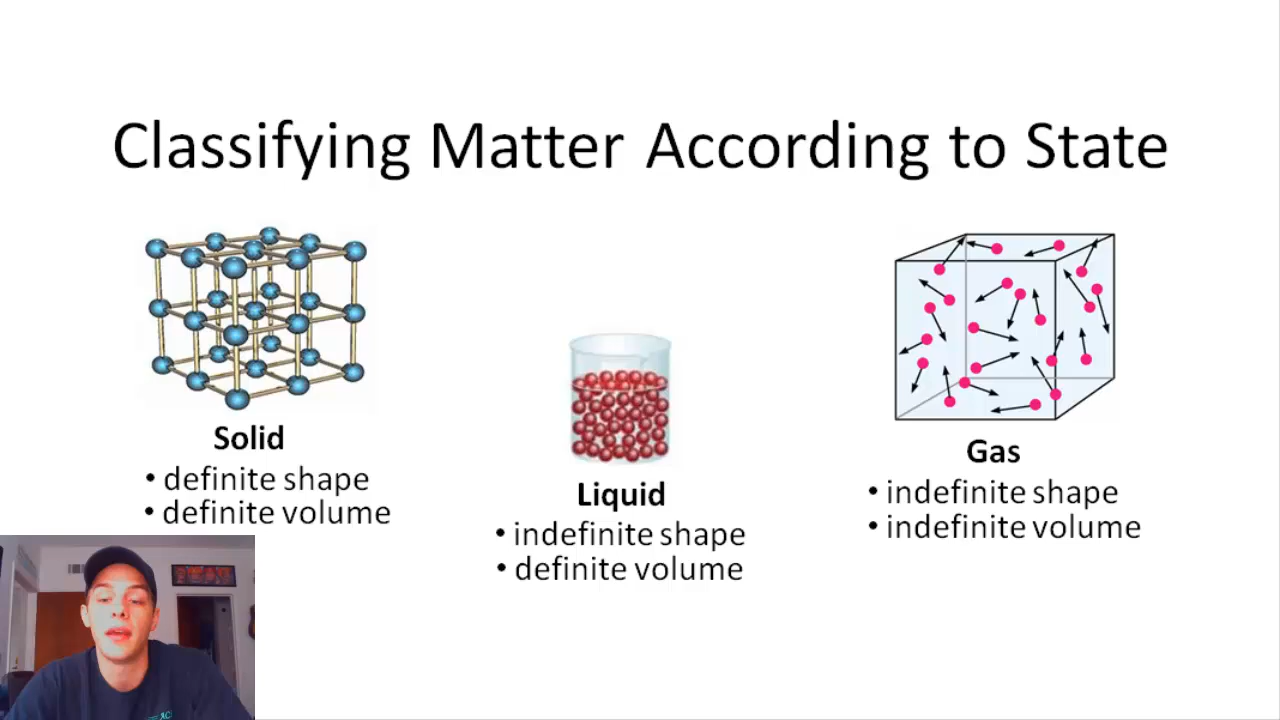 Classifying Matter According to State
Solid
• definite shape
• definite volume
Liquid
• indefinite shape
• definite volume
Gas
• indefinite shape
• indefinite volume